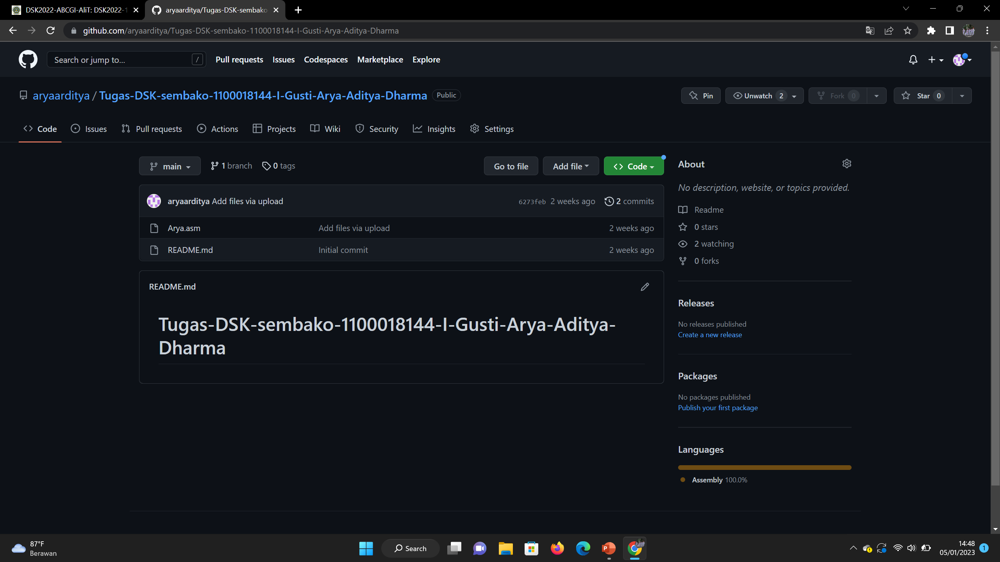 DSK2022-ABCGI-AliT: DSK2022-1
aryaarditya/Tugas-DSK-sembako
github.com/aryaarditya/Tugas-DSK-sembako-1100018144-I-Gusti-Arya-Aditya-Dharma
Search or jump to... /
Pull requests
Issues
Codespaces
Marketplace
Explore
aryaarditya / Tugas-DSK-sembako-1100018144-I-Gusti-Arya-Aditya-Dharma Public
Pin
Unwatch 2
Fork 0
Star 0
Code
Issues
Pull requests
Actions
Projects
Wiki
Security
Insights
Settings
main
1 branch
0 tags
Go to file
Add file
Code
aryaarditya Add files via upload 6273feb 2 weeks ago 2 commits
Arya.asm Add files via upload 2 weeks ago
README.md Initial commit 2 weeks ago
README.md
Tugas-DSK-sembako-1100018144-I-Gusti-Arya-Aditya-
Dharma
About
No description, website, or topics provided.
Readme
0 stars
2 watching
0 forks
Releases
No releases published
Create a new release
Packages
No packages published
Publish your first package
Languages
Assembly 100.0%
87°F
Berawan
Search
14:48
05/01/2023
1